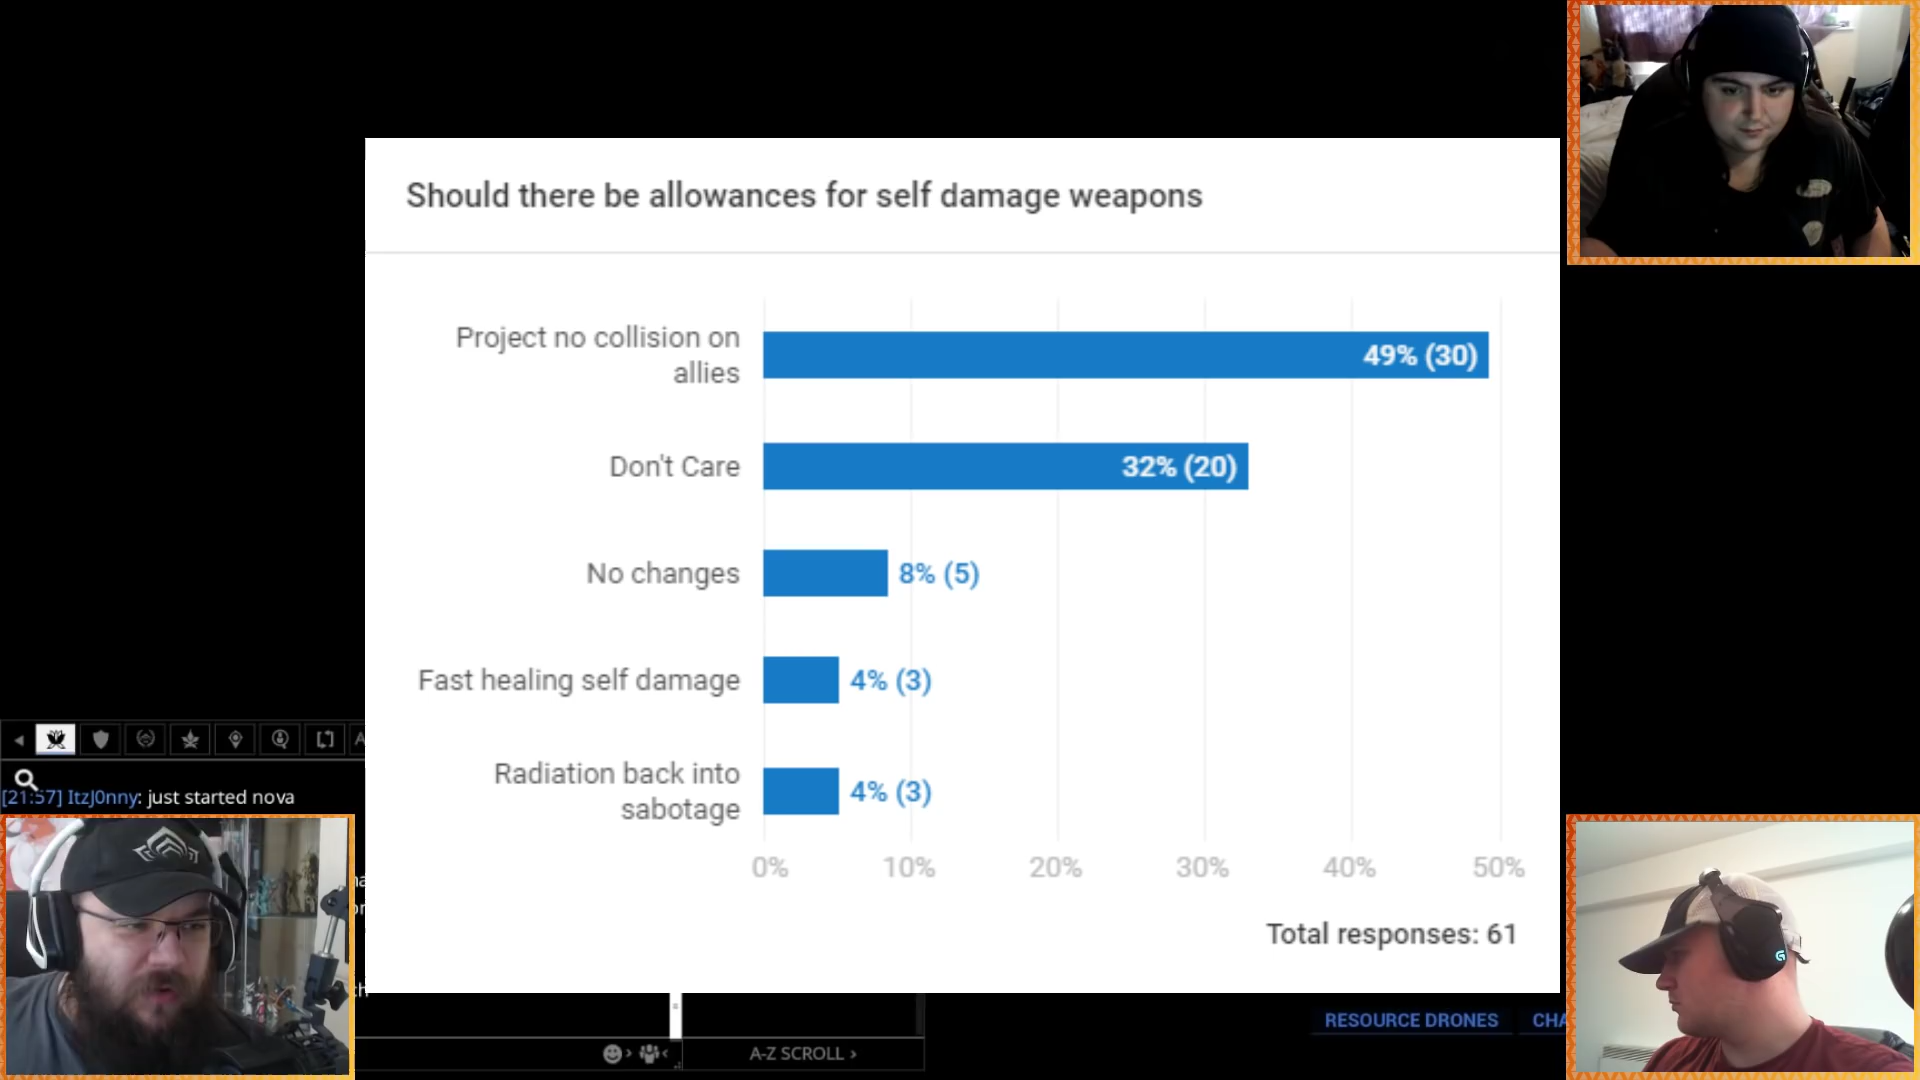 Should there be allowances for self damage weapons
Project no collision on
allies
49% (30)
Don't Care
32% (20)
No changes
8% (5)
Fast healing self damage
4% (3)
Radiation back into
sabotage
4% (3)
0% 10% 20% 30% 40% 50%
Total responses: 61
[21:57] ItzJ0nny: just started nova
A-Z SCROLL >
RESOURCE DRONES